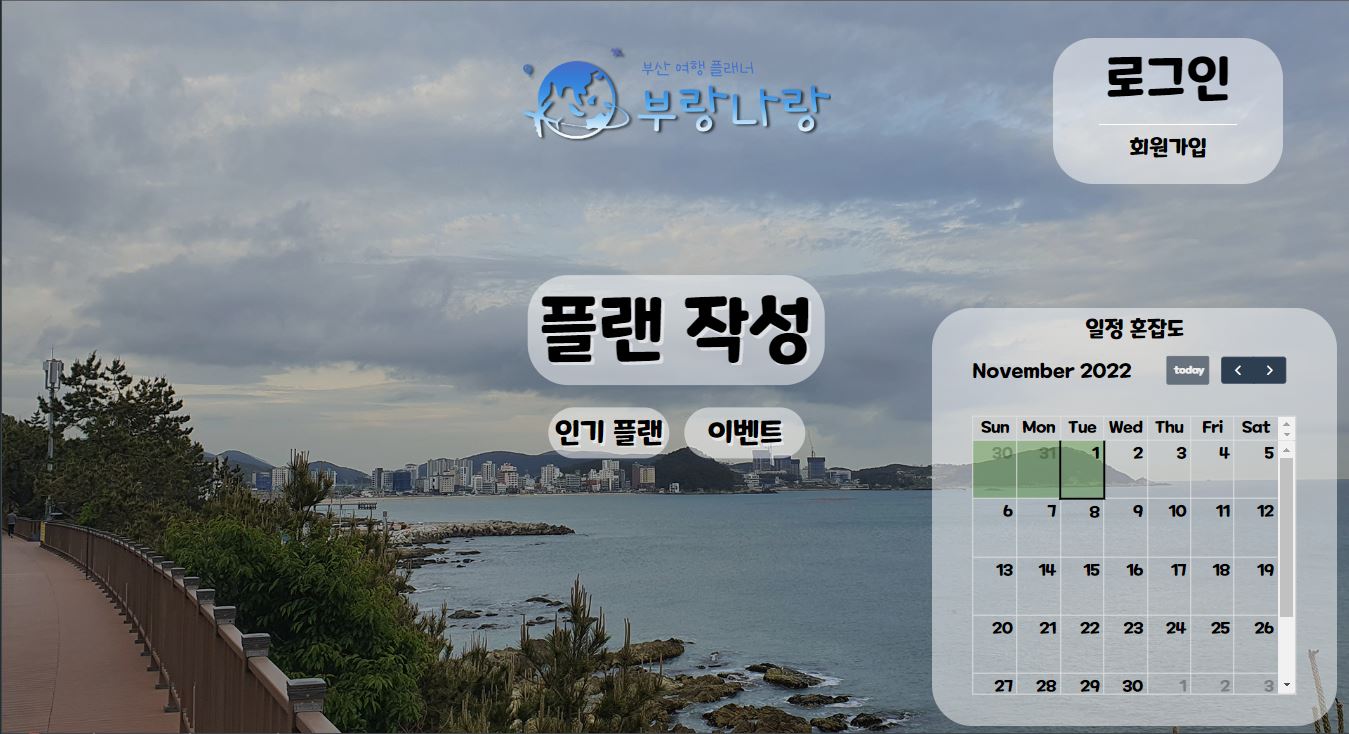 부산 여행 플래너
부랑나랑
로그인
회원가입
플랜 작성
인기 플랜
이벤트
일정 혼잡도
November 2022
today
Sun Mon Tue Wed Thu Fri Sat
30 31 1 2 3 4 5
6 7 8 9 10 11 12
13 14 15 16 17 18 19
20 21 22 23 24 25 26
27 28 29 30 1 2 3